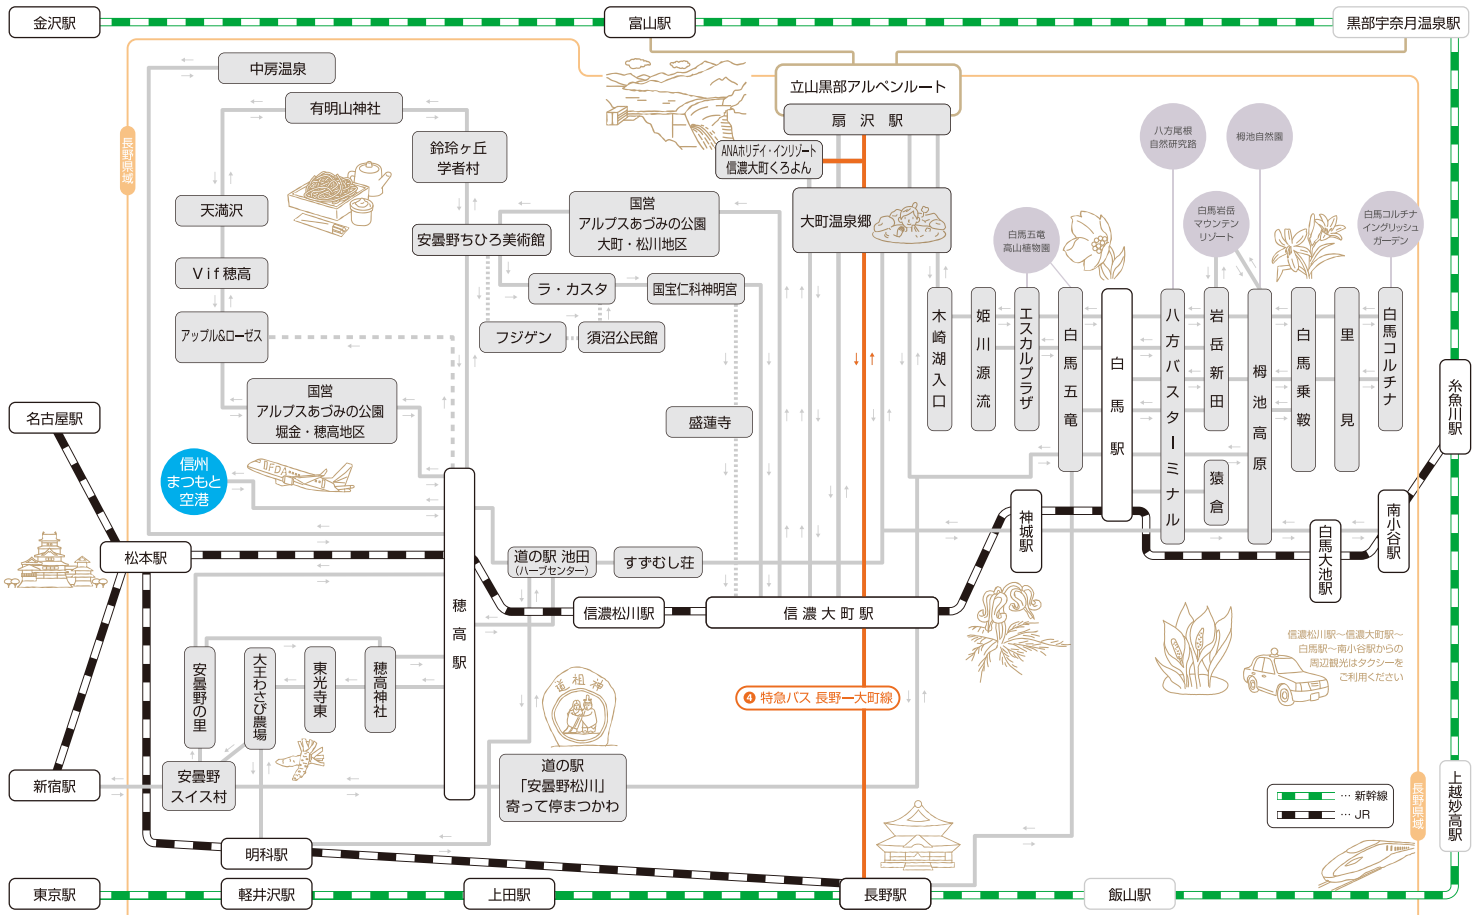 金沢駅
富山駅
黒部宇奈月温泉駅
中房温泉
立山黒部アルペンルート
有明山神社
扇 沢 駅
鈴玲ヶ丘
学者村
ANAホリデイ・インリゾート
信濃大町くろよん
八方尾根
自然研究路
栂池自然園
長野県域
天満沢
国営
アルプスあづみの公園
大町・松川地区
大町温泉郷
安曇野ちひろ美術館
白馬五竜
高山植物園
白馬岩岳
マウンテン
リゾート
白馬コルチナ
イングリッシュ
ガーデン
Vif穂高
ラ・カスタ
国宝仁科神明宮
アップル&ローゼス
フジゲン
須沼公民館
木崎湖入口
姫川源流
エスカルプラザ
白馬五竜
白馬駅
八方バスターミナル
岩岳新田
栂池高原
白馬乗鞍
里見
白馬コルチナ
猿倉
糸魚川駅
国営
アルプスあづみの公園
堀金・穂高地区
名古屋駅
盛蓮寺
信州
まつもと
空港
FDA
松本駅
道の駅 池田
(ハーブセンター)
すずむし荘
神城駅
白馬大池駅
南小谷駅
穂高駅
信濃松川駅
信濃大町駅
安曇野の里
大王わさび農場
東光寺東
穂高神社
道祖神
4 特急バス 長野ー大町線
信濃松川駅〜信濃大町駅〜
白馬駅〜南小谷駅からの
周辺観光はタクシーを
ご利用ください
新宿駅
安曇野
スイス村
道の駅
「安曇野松川」
寄って停まつかわ
長野県域
上越妙高駅
… 新幹線
… JR
明科駅
東京駅
軽井沢駅
上田駅
長野駅
飯山駅